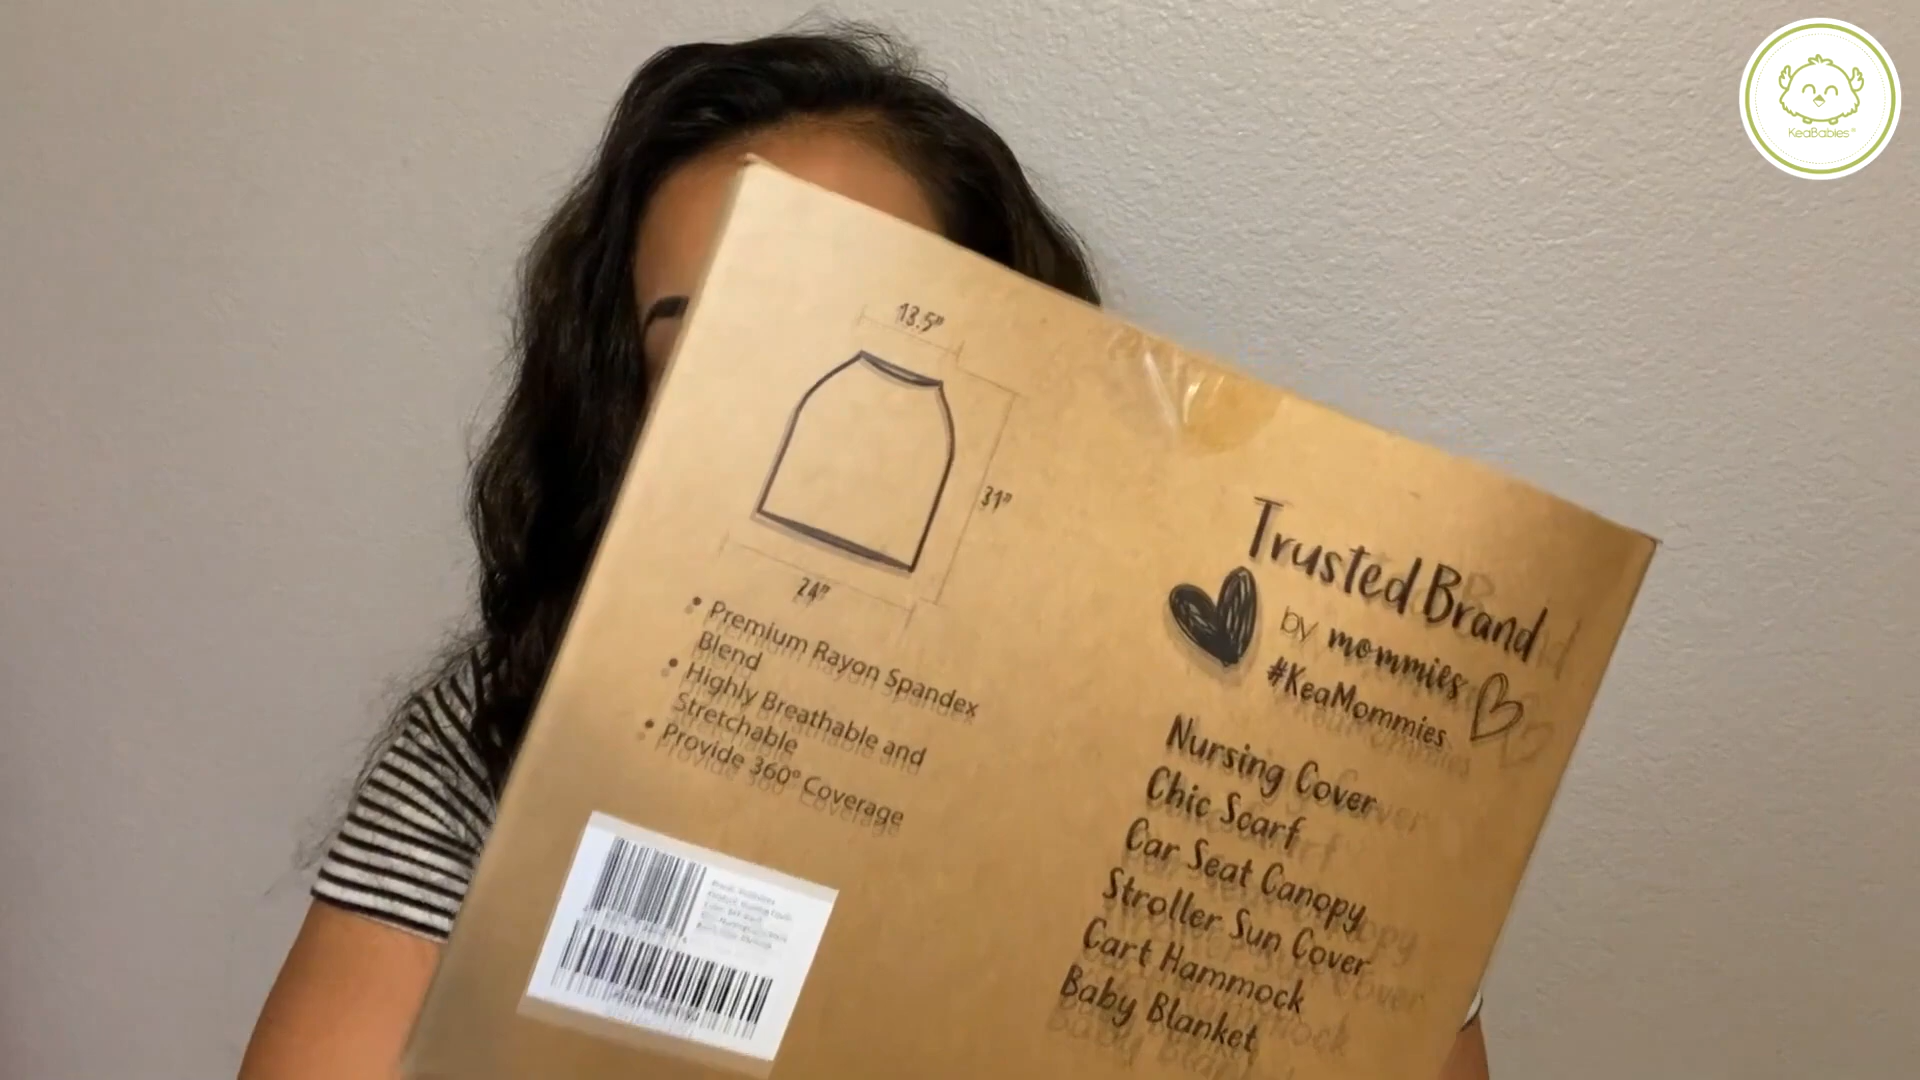 KeaBabies
13.5"
31"
24"
• Premium Rayon Spandex
Blend
• Highly Breathable and
Stretchable
• Provide 360° Coverage
Trusted Brand
by mommies
#KeaMommies
Nursing Cover
Chic Scarf
Car Seat Canopy
Stroller Sun Cover
Cart Hammock
Baby Blanket